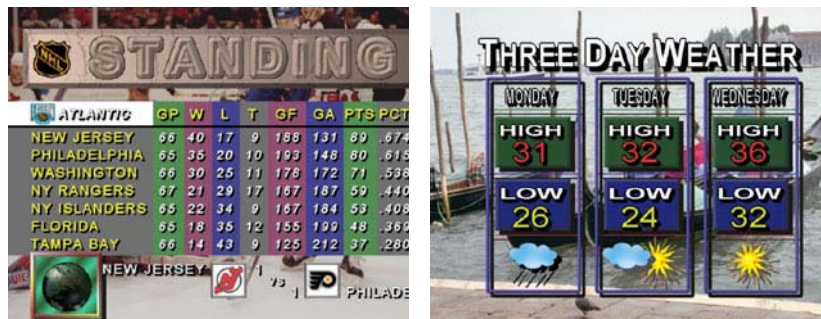 NHL
STANDING
ATLANTIC GP W L T GF GA PTS PCT
NEW JERSEY 66 40 17 9 188 131 89 .674
PHILADELPHIA 65 35 20 10 193 148 80 .615
WASHINGTON 66 30 25 11 178 172 71 .538
NY RANGERS 67 21 29 17 167 187 59 .440
NY ISLANDERS 65 22 34 9 167 184 53 .408
FLORIDA 65 18 35 12 155 199 48 .369
TAMPA BAY 66 14 43 9 125 212 37 .280
NEW JERSEY 1
VS
1 PHILADE
THREE DAY WEATHER
MONDAY TUESDAY WEDNESDAY
HIGH HIGH HIGH
31 32 36
LOW LOW LOW
26 24 32